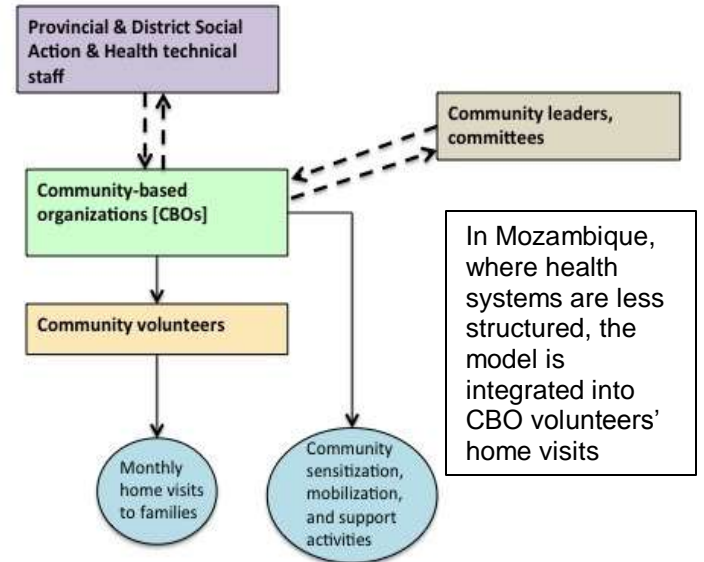 Provincial & District Social
Action & Health technical
staff
Community leaders,
committees
Community-based
organizations [CBOs]
In Mozambique,
where health
systems are less
structured, the
model is
integrated into
CBO volunteers’
home visits
Community volunteers
Monthly
home visits
to families
Community
sensitization,
mobilization,
and support
activities